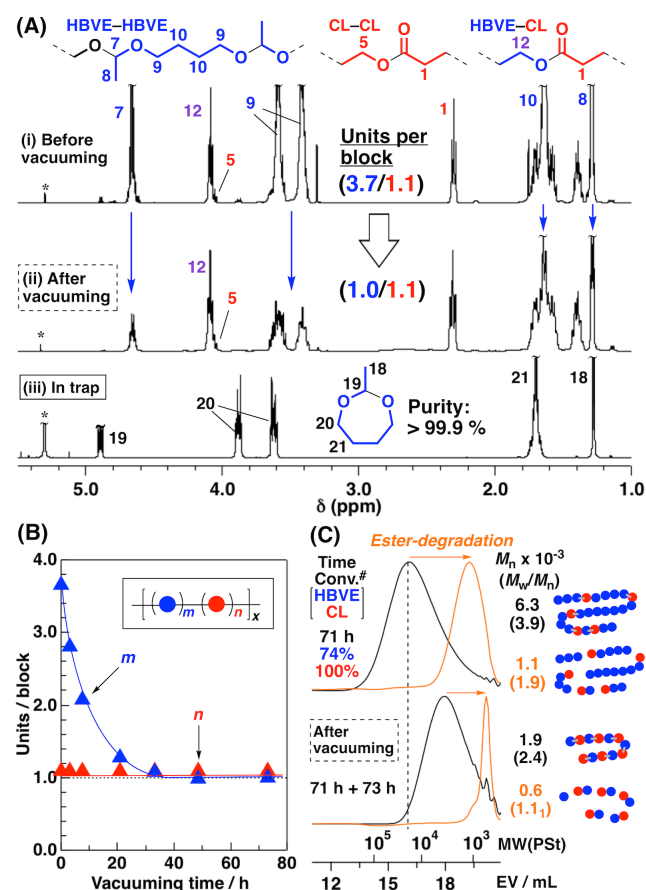 (A)
HBVE–HBVE
CL–CL
HBVE–CL
7
O
O
8
9
10
10
9
O
O
5
O
O
1
12
O
O
1
(i) Before
vacuuming
*
7
12
5
9
1
10
8
Units per
block
(3.7/1.1)
(ii) After
vacuuming
*
12
5
(1.0/1.1)
(iii) In trap
*
19
20
18
19
O
O
20
21
Purity:
> 99.9 %
21
18
5.0
4.0
3.0
2.0
1.0
δ (ppm)
(B)
Units / block
4.0
3.0
2.0
1.0
0.0
m
n
[( )m ( )n]x
0
20
40
60
80
Vacuuming time / h
(C)
Ester-degradation
Time
Conv.#
[HBVE
CL]
71 h
74%
100%
Mn x 10-3
(Mw/Mn)
6.3
(3.9)
1.1
(1.9)
After
vacuuming
71 h + 73 h
1.9
(2.4)
0.6
(1.11)
105
104
103
MW(PSt)
12
15
18
EV / mL